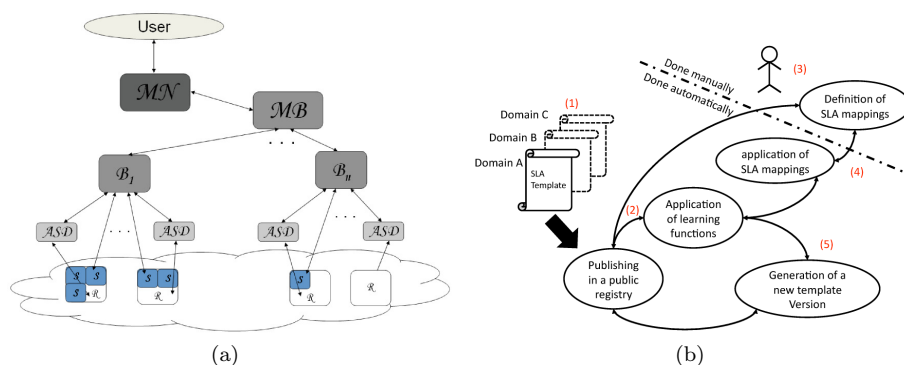 User
MN
MB
. . .
B1
Bn
. . .
. . .
ASD
ASD
ASD
ASD
S S
S
R
S S
R
S
R
R
(a)
(1)
Domain C
Domain B
Domain A
SLA
Template
(3)
Done manually
Done automatically
Definition of
SLA mappings
(4)
application of
SLA mappings
(2)
Application
of learning
functions
(5)
Publishing
in a public
registry
Generation of a
new template
Version
(b)